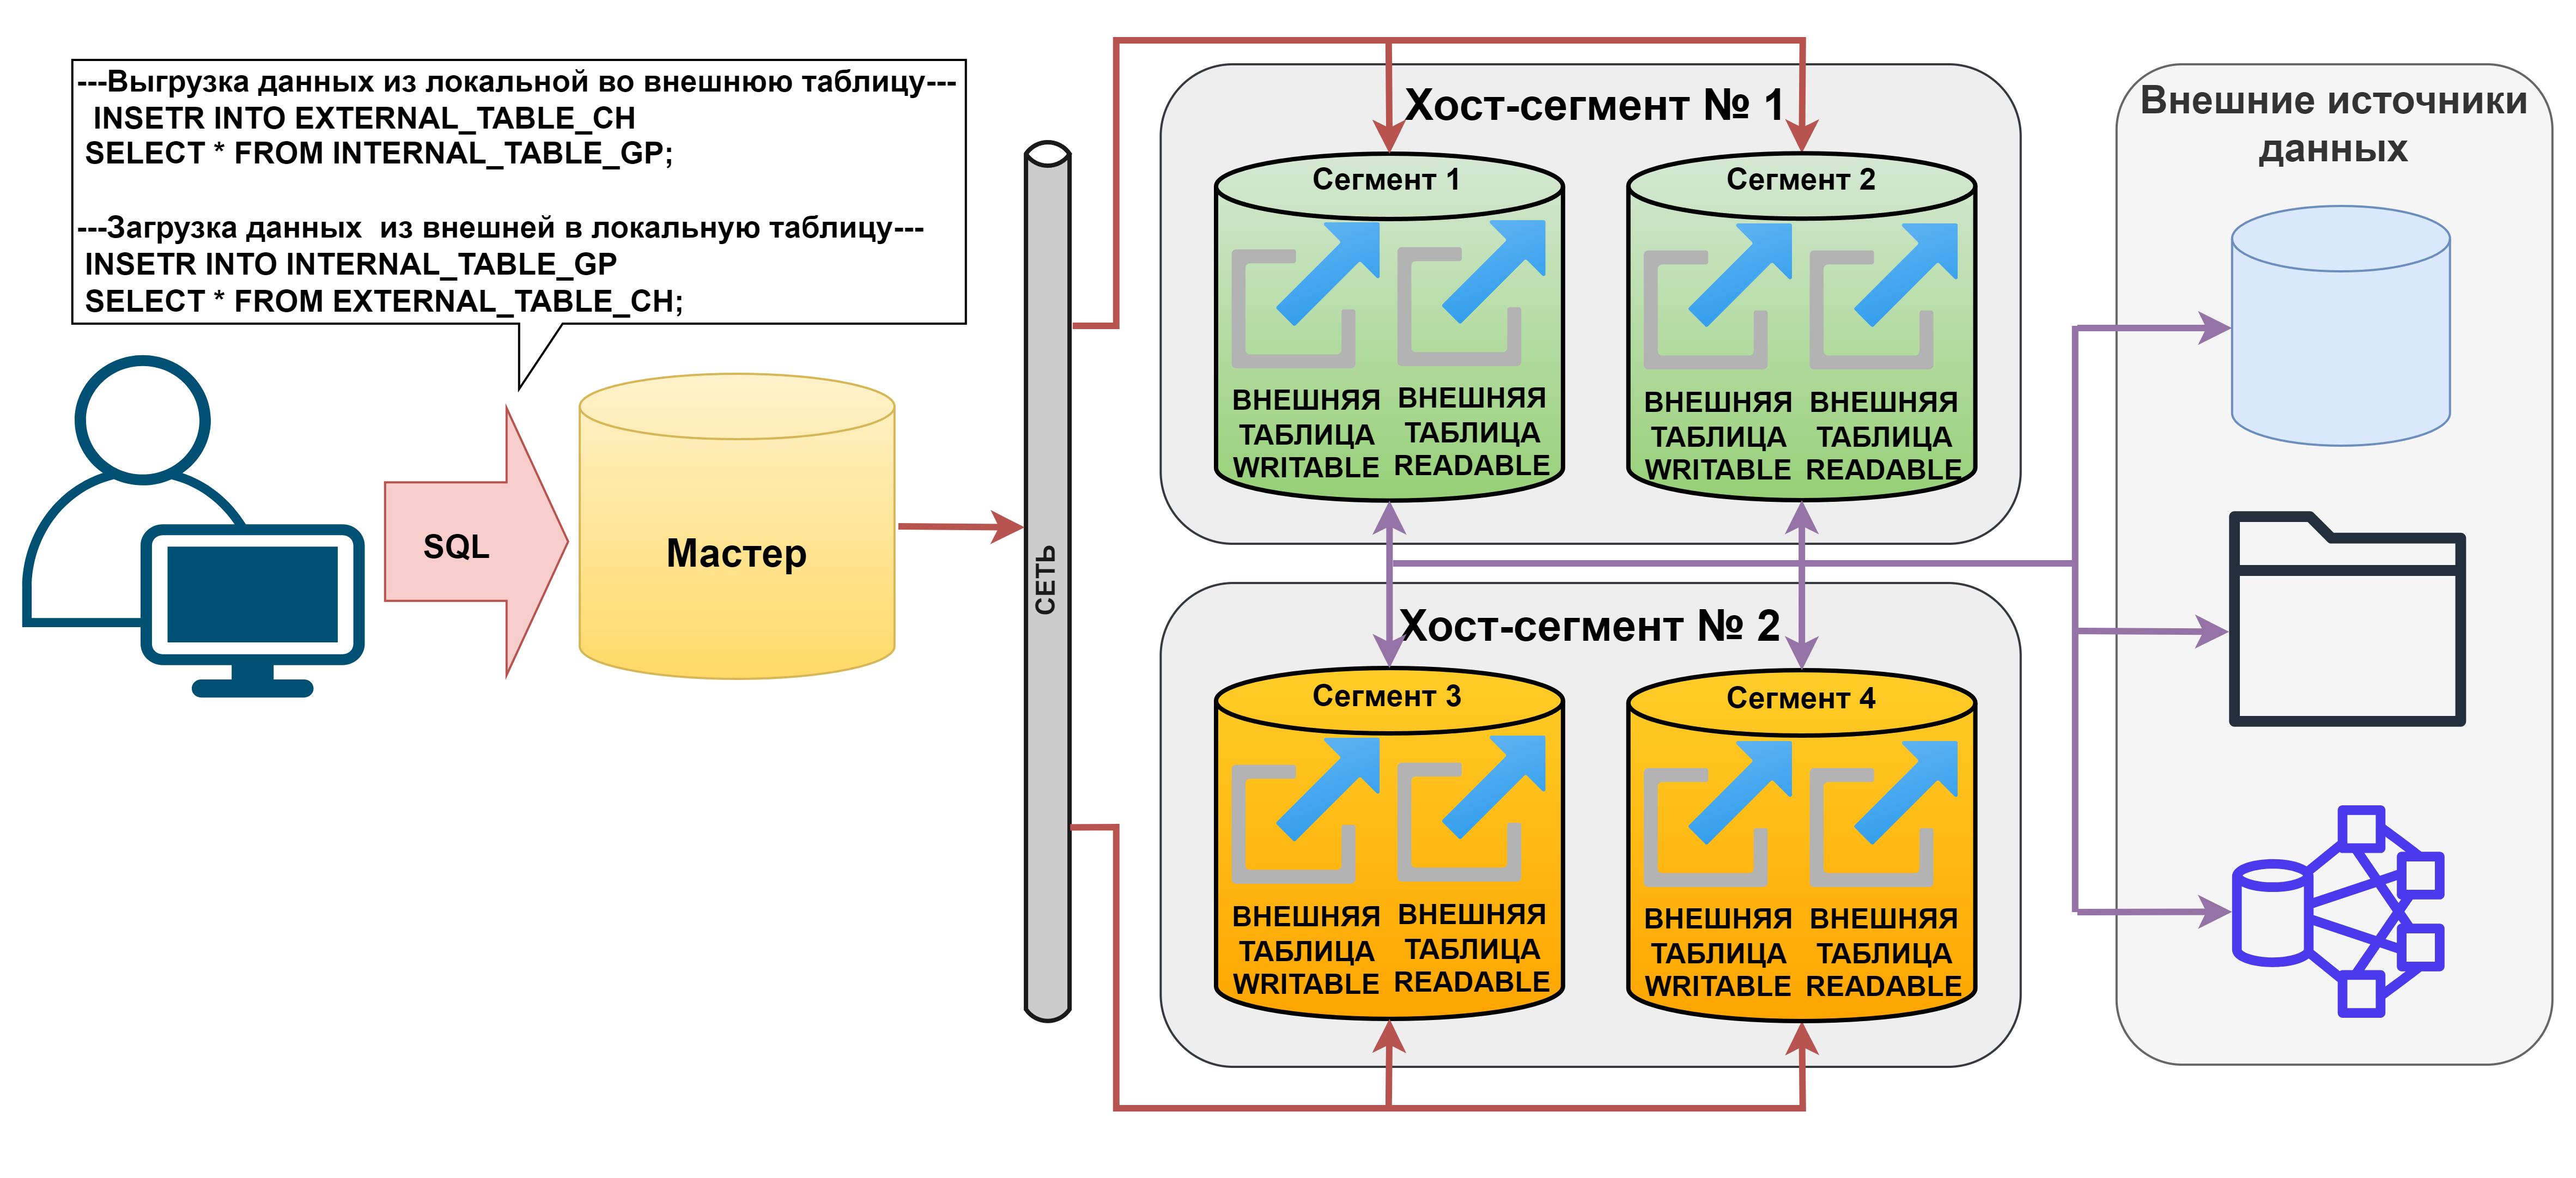 ---Выгрузка данных из локальной во внешнюю таблицу---
INSETR INTO EXTERNAL_TABLE_CH
SELECT * FROM INTERNAL_TABLE_GP;
---Загрузка данных  из внешней в локальную таблицу---
INSETR INTO INTERNAL_TABLE_GP
SELECT * FROM EXTERNAL_TABLE_CH;
SQL
Мастер
СЕТЬ
Хост-сегмент № 1
Сегмент 1
ВНЕШНЯЯ
ТАБЛИЦА
WRITABLE
ВНЕШНЯЯ
ТАБЛИЦА
READABLE
Сегмент 2
ВНЕШНЯЯ
ТАБЛИЦА
WRITABLE
ВНЕШНЯЯ
ТАБЛИЦА
READABLE
Хост-сегмент № 2
Сегмент 3
ВНЕШНЯЯ
ТАБЛИЦА
WRITABLE
ВНЕШНЯЯ
ТАБЛИЦА
READABLE
Сегмент 4
ВНЕШНЯЯ
ТАБЛИЦА
WRITABLE
ВНЕШНЯЯ
ТАБЛИЦА
READABLE
Внешние источники
данных